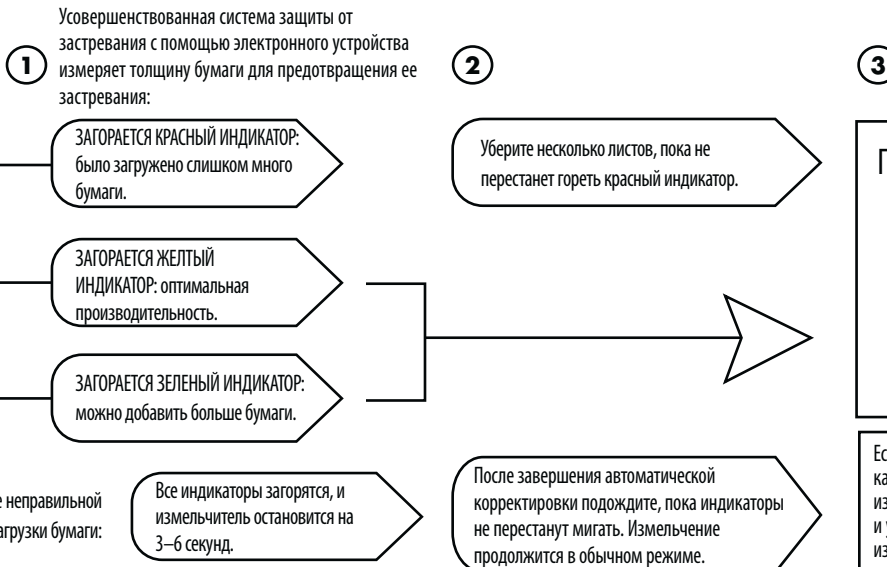 Усовершенствованная система защиты от
застревания с помощью электронного устройства
1
измеряет толщину бумаги для предотвращения ее
застревания:
2
3
ЗАГОРАЕТСЯ КРАСНЫЙ ИНДИКАТОР:
было загружено слишком много
бумаги.
Уберите несколько листов, пока не
перестанет гореть красный индикатор.
ЗАГОРАЕТСЯ ЖЕЛТЫЙ
ИНДИКАТОР: оптимальная
производительность.
ЗАГОРАЕТСЯ ЗЕЛЕНЫЙ ИНДИКАТОР:
можно добавить больше бумаги.
неправильной
бумаги:
Все индикаторы загорятся, и
измельчитель остановится на
3–6 секунд.
После завершения автоматической
корректировки подождите, пока индикаторы
не перестанут мигать. Измельчение
продолжится в обычном режиме.